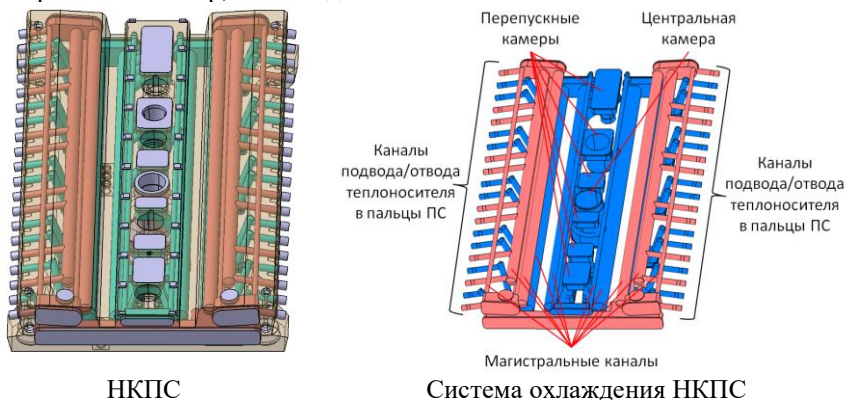 Перепускные
камеры
Центральная
камера
Каналы
подвода/отвода
теплоносителя
в пальцы ПС
Каналы
подвода/отвода
теплоносителя
в пальцы ПС
Магистральные каналы
НКПС
Система охлаждения НКПС